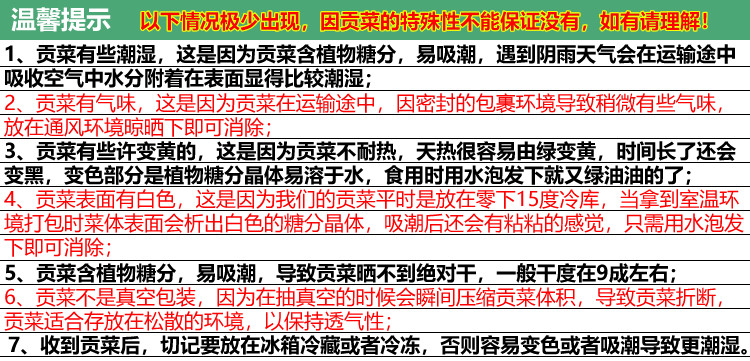 温馨提示 以下情况极少出现，因贡菜的特殊性不能保证没有，如有请理解！
1、贡菜有些潮湿，这是因为贡菜含植物糖分，易吸潮，遇到阴雨天气会在运输途中
吸收空气中水分附着在表面显得比较潮湿；
2、贡菜有气味，这是因为贡菜在运输途中，因密封的包裹环境导致稍微有些气味，
放在通风环境晾晒下即可消除；
3、贡菜有些许变黄的，这是因为贡菜不耐热，天热很容易由绿变黄，时间长了还会
变黑，变色部分是植物糖分晶体易溶于水，食用时用水泡发下就又绿油油的了；
4、贡菜表面有白色，这是因为我们的贡菜平时是放在零下15度冷库，当拿到室温环
境打包时菜体表面会析出白色的糖分晶体，吸潮后还会有粘粘的感觉，只需用水泡发
下即可消除；
5、贡菜含植物糖分，易吸潮，导致贡菜晒不到绝对干，一般干度在9成左右；
6、贡菜不是真空包装，因为在抽真空的时候会瞬间压缩贡菜体积，导致贡菜折断，
贡菜适合存放在松散的环境，以保持透气性；
7、收到贡菜后，切记要放在冰箱冷藏或者冷冻，否则容易变色或者吸潮导致更潮湿．